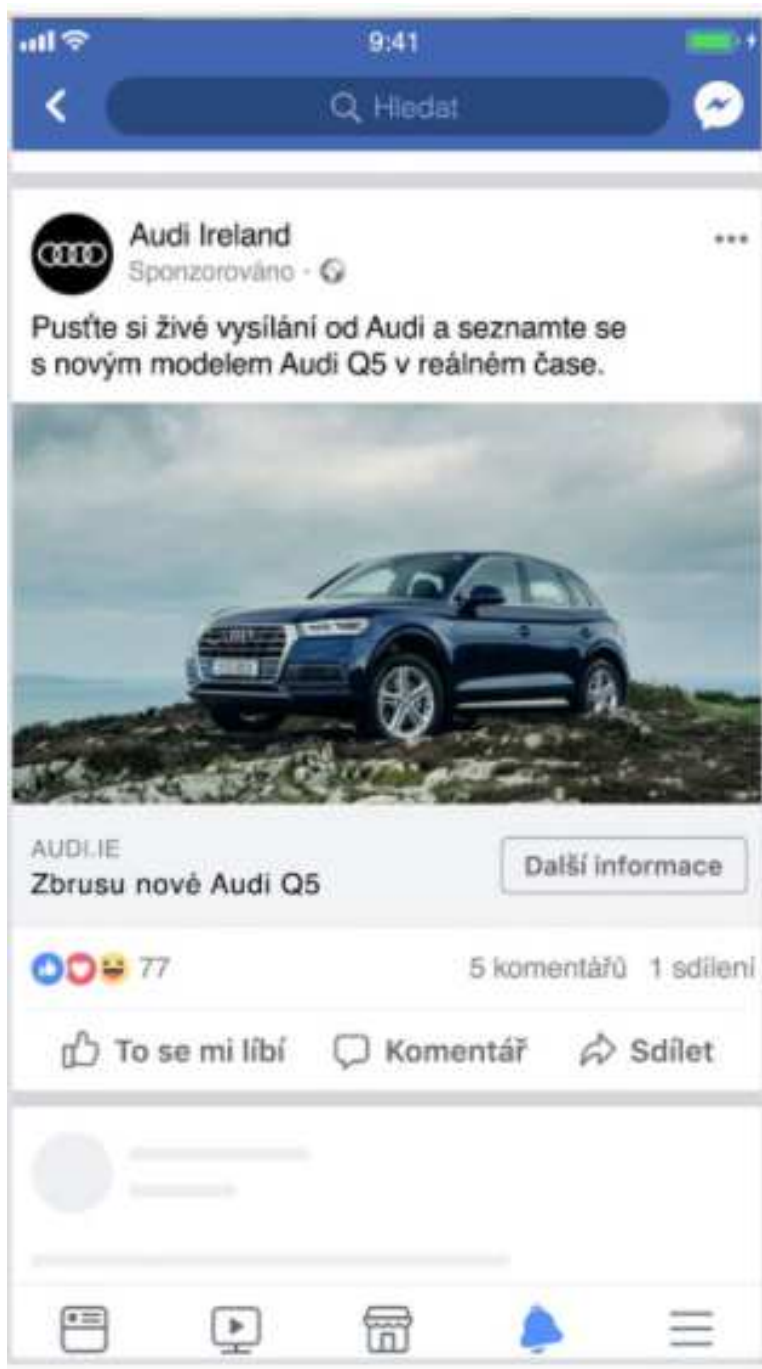 9:41
Hledat
Audi Ireland
Sponzorováno
Pusťte si živé vysílání od Audi a seznamte se
s novým modelem Audi Q5 v reálném čase.
AUDI.IE
Zbrusu nové Audi Q5
Další informace
77
5 komentářů 1 sdílení
To se mi líbí Komentář Sdílet